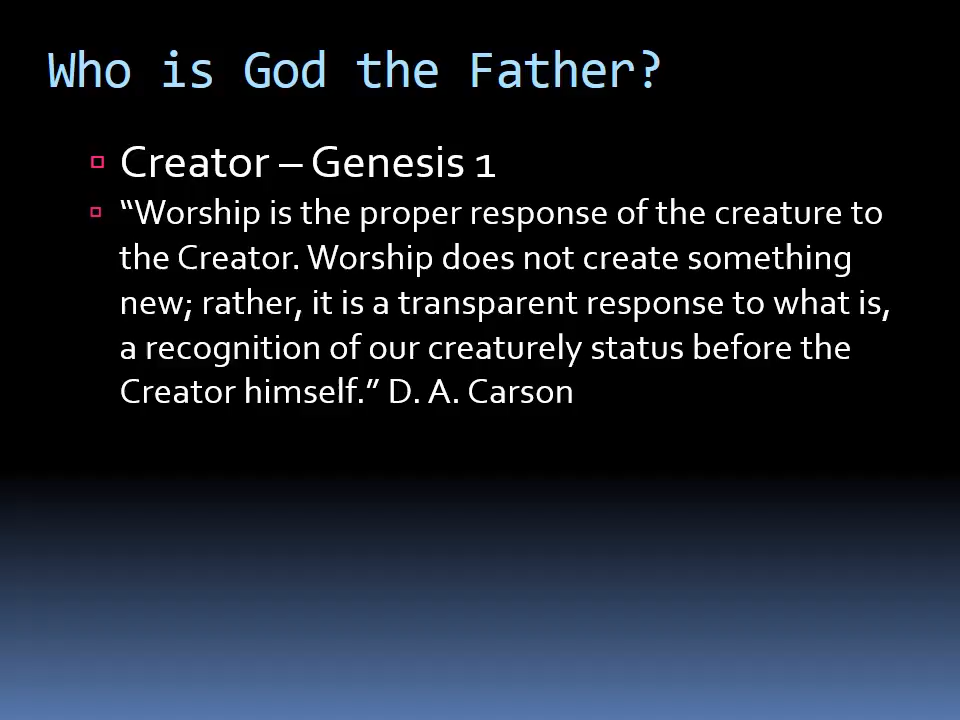 Who is God the Father?
Creator – Genesis 1
“Worship is the proper response of the creature to
the Creator. Worship does not create something
new; rather, it is a transparent response to what is,
a recognition of our creaturely status before the
Creator himself.” D. A. Carson